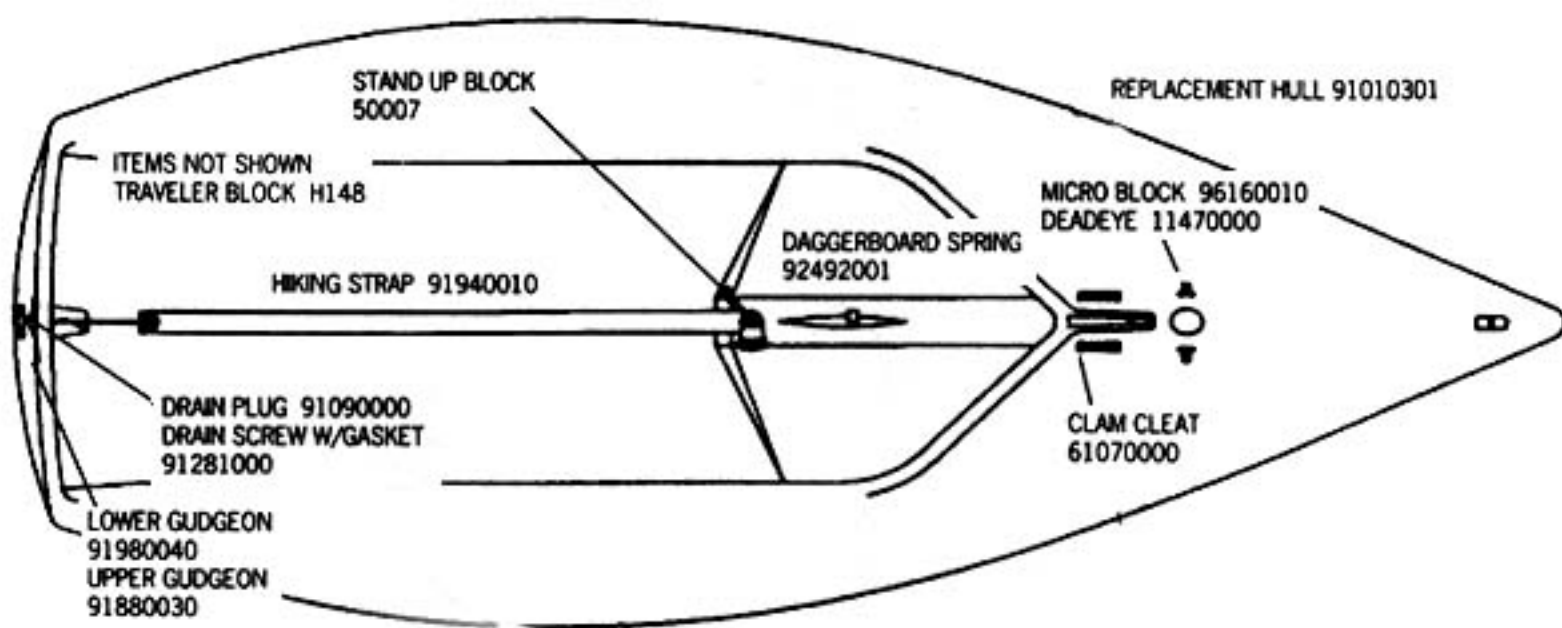 STAND UP BLOCK
50007
REPLACEMENT HULL 91010301
ITEMS NOT SHOWN
TRAVELER BLOCK H148
MICRO BLOCK 96160010
DEADEYE 11470000
DAGGERBOARD SPRING
92492001
HIKING STRAP 91940010
DRAIN PLUG 91090000
DRAIN SCREW W/GASKET
91281000
CLAM CLEAT
61070000
LOWER GUDGEON
91980040
UPPER GUDGEON
91880030